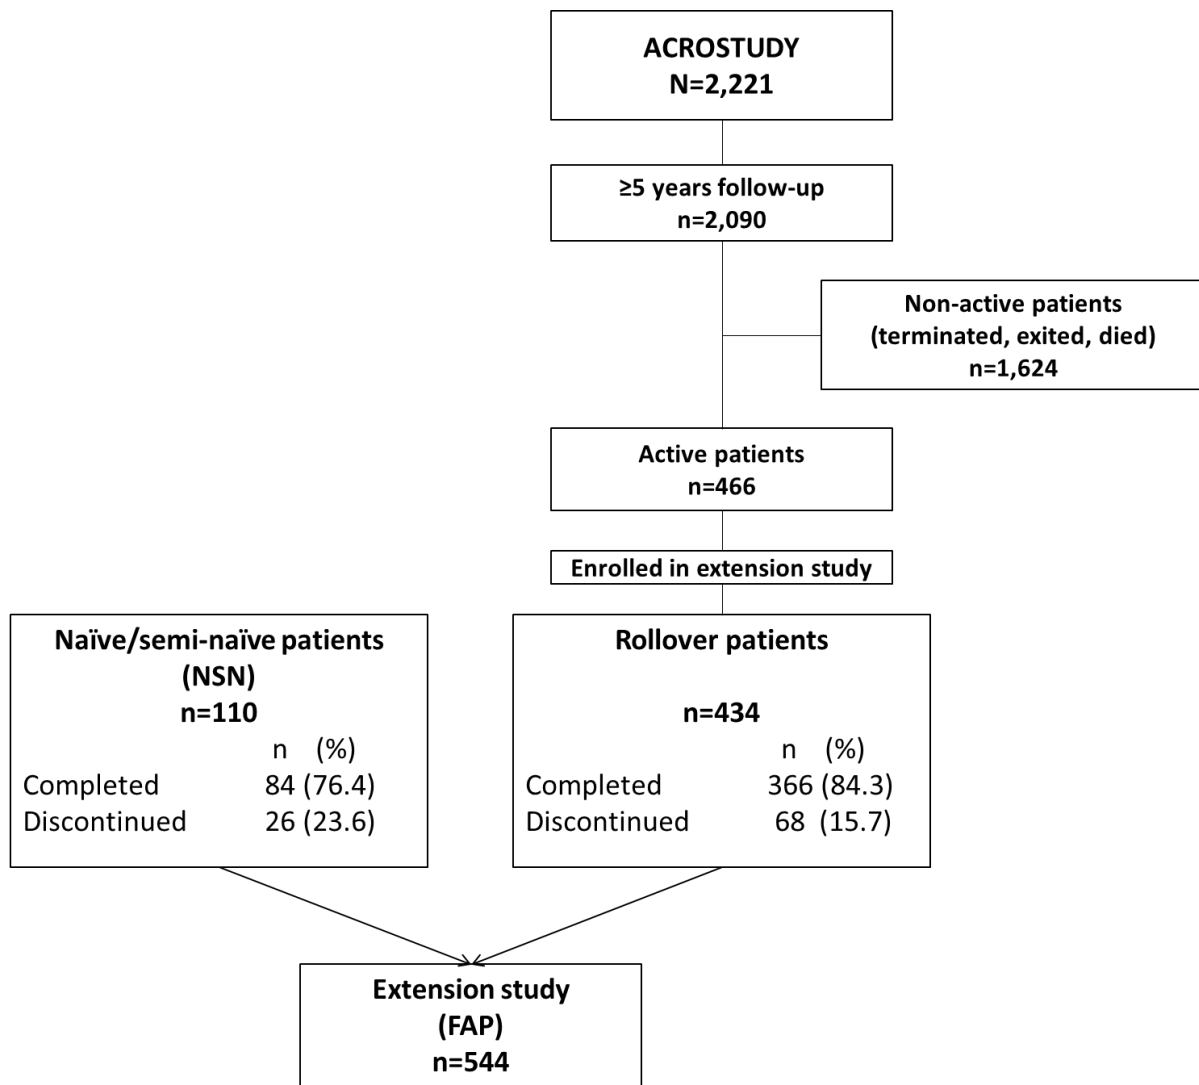 ACROSTUDY
N=2,221
≥5 years follow-up
n=2,090
Non-active patients
(terminated, exited, died)
n=1,624
Active patients
n=466
Enrolled in extension study
Naïve/semi-naïve patients
(NSN)
n=110
n (%)
Completed 84 (76.4)
Discontinued 26 (23.6)
Rollover patients
n=434
n (%)
Completed 366 (84.3)
Discontinued 68 (15.7)
Extension study
(FAP)
n=544